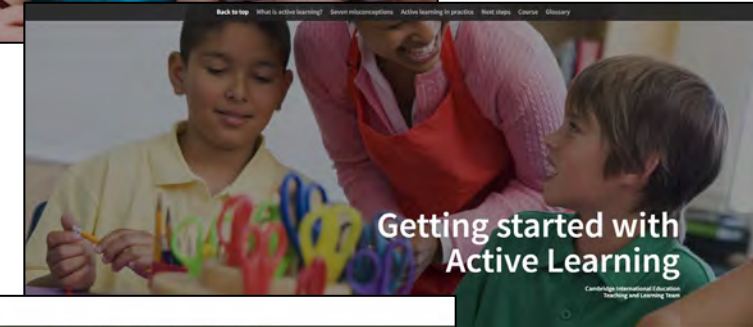 Back to top What is active learning? Seven misconceptions Active learning in practice Next steps Course Glossary
Getting started with
Active Learning
Cambridge International Education
Teaching and Learning Team